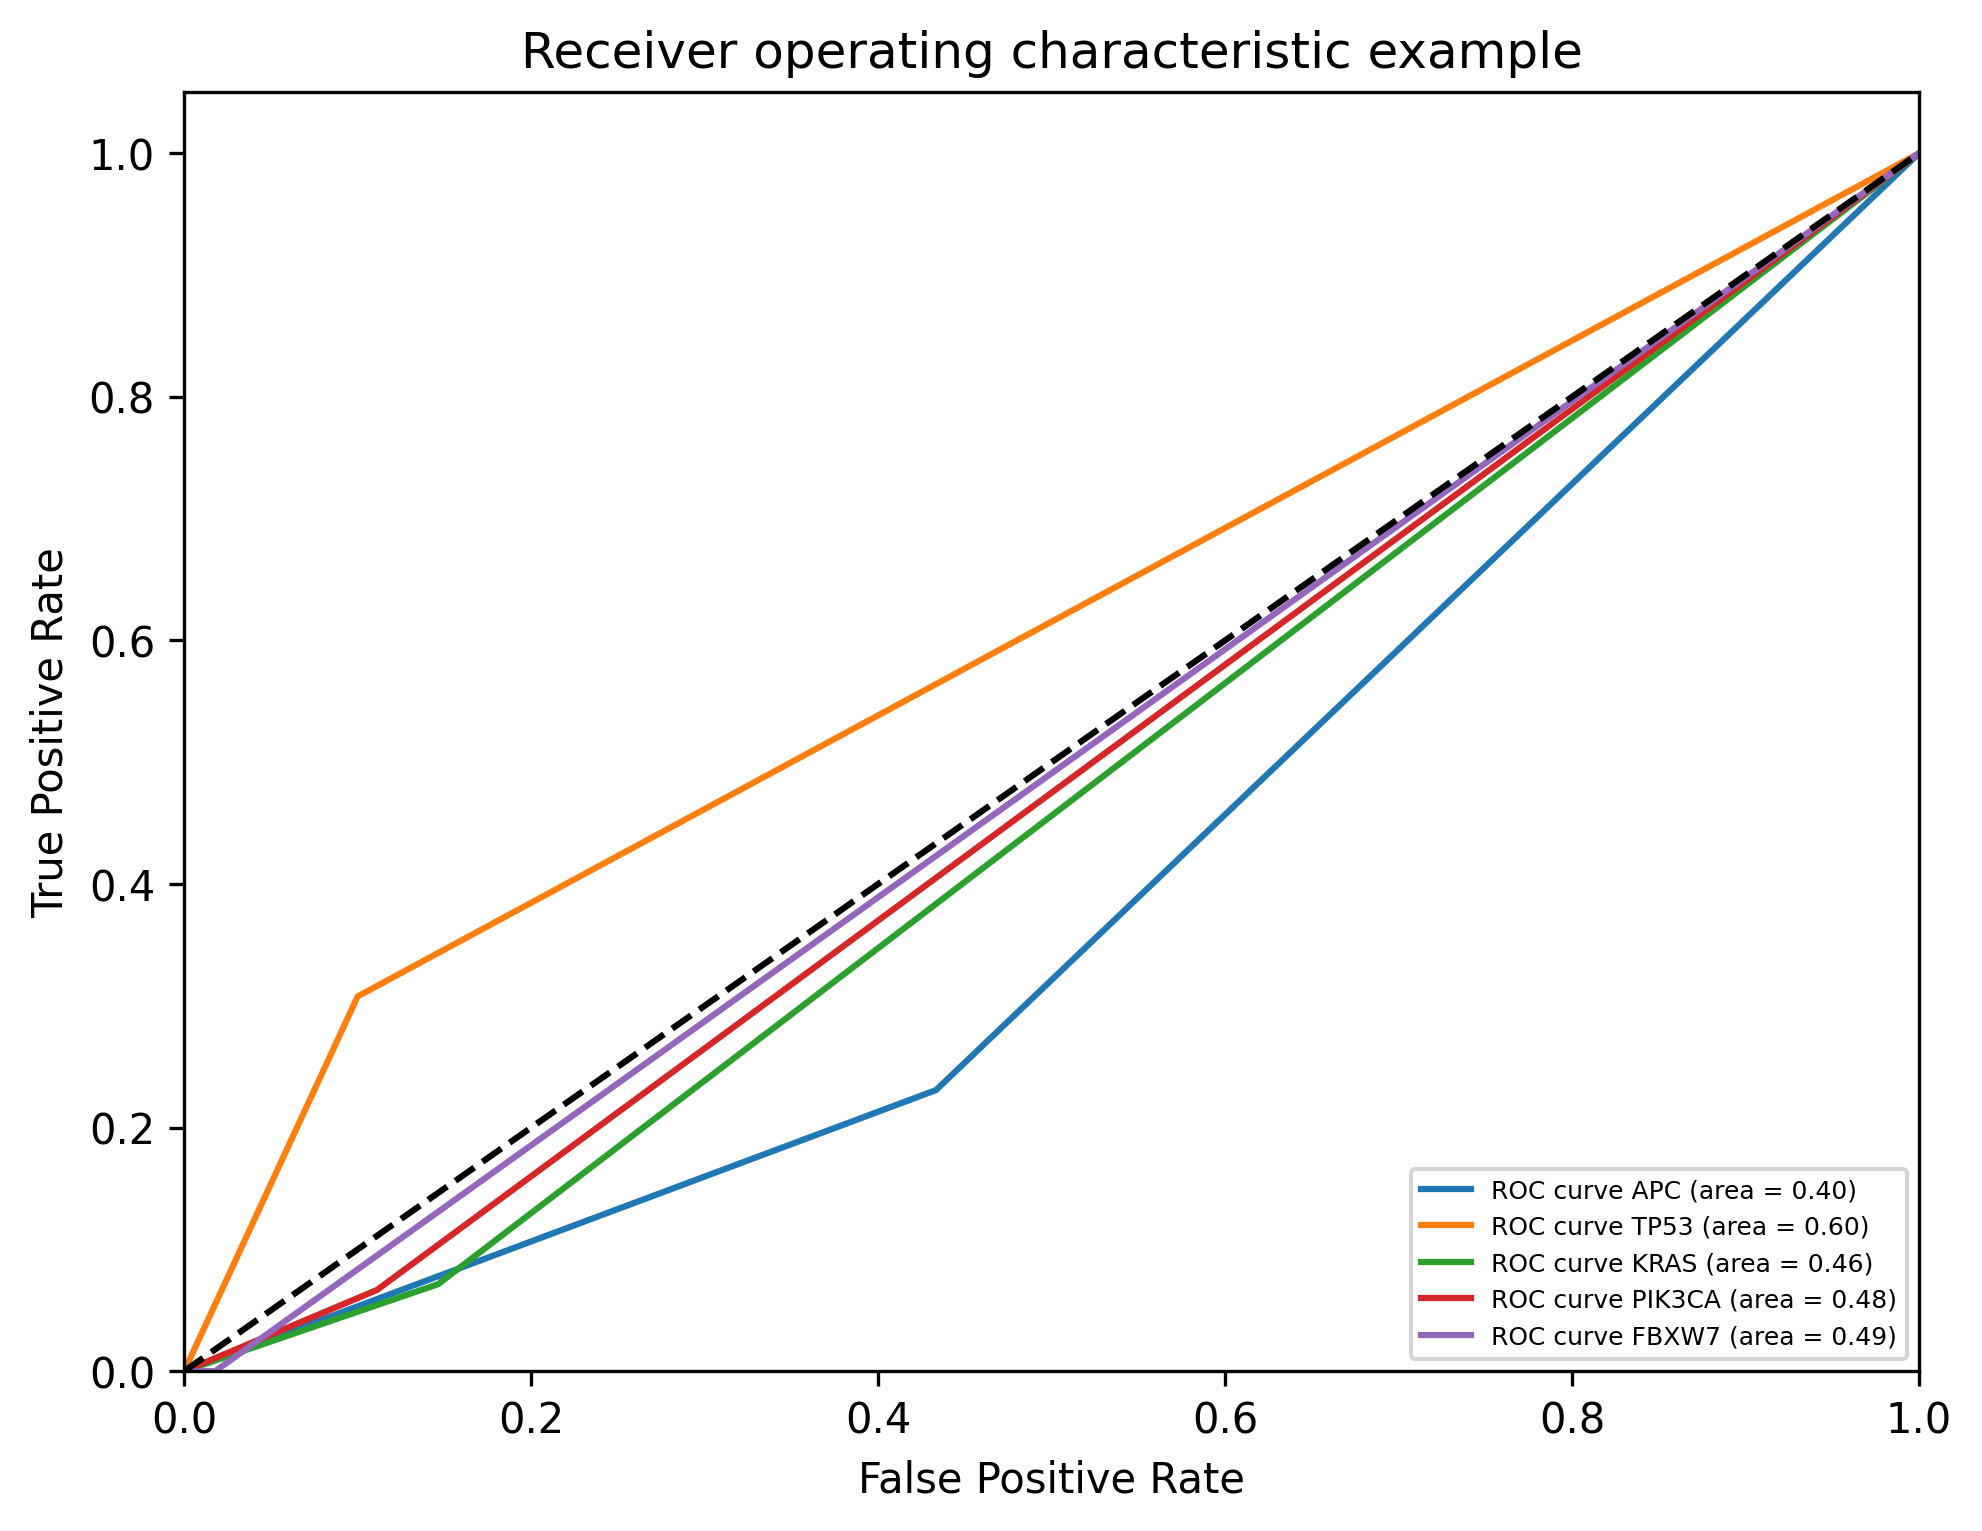 Receiver operating characteristic example
True Positive Rate
1.0
0.8
0.6
0.4
0.2
0.0
ROC curve APC (area = 0.40)
ROC curve TP53 (area = 0.60)
ROC curve KRAS (area = 0.46)
ROC curve PIK3CA (area = 0.48)
ROC curve FBXW7 (area = 0.49)
0.0 0.2 0.4 0.6 0.8 1.0
False Positive Rate